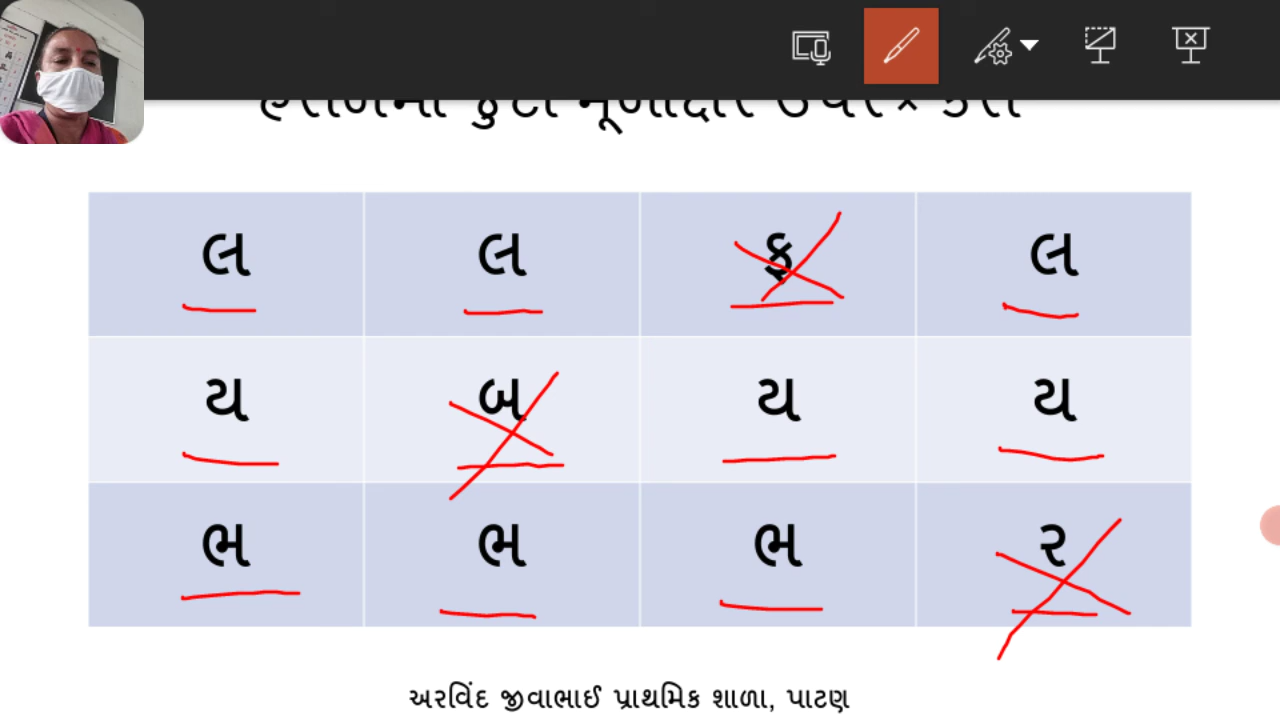 લ લ ફ લ
ય બ ય ય
ભ ભ ભ ર
અરવિંદ જીવાભાઈ પ્રાથમિક શાળા, પાટણ